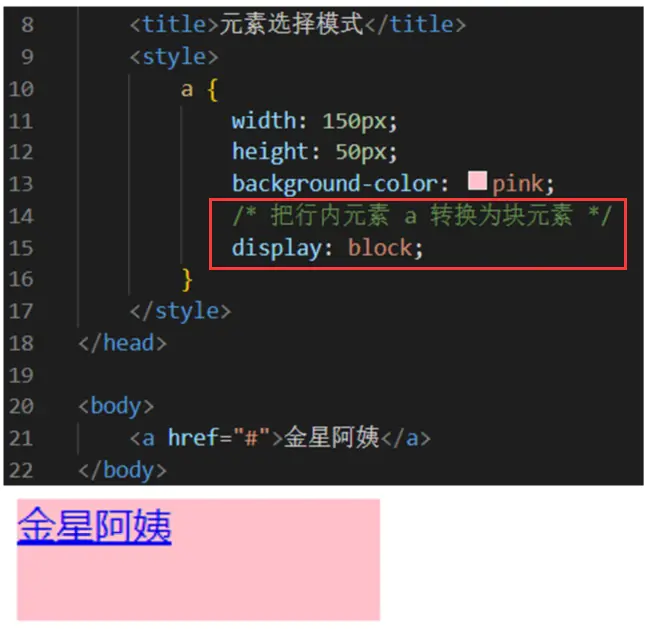 8 <title>元素选择模式</title>
9 <style>
10 a {
11 width: 150px;
12 height: 50px;
13 background-color: pink;
14 /* 把行内元素 a 转换为块元素 */
15 display: block;
16 }
17 </style>
18 </head>
19
20 <body>
21 <a href="#">金星阿姨</a>
22 </body>
金星阿姨